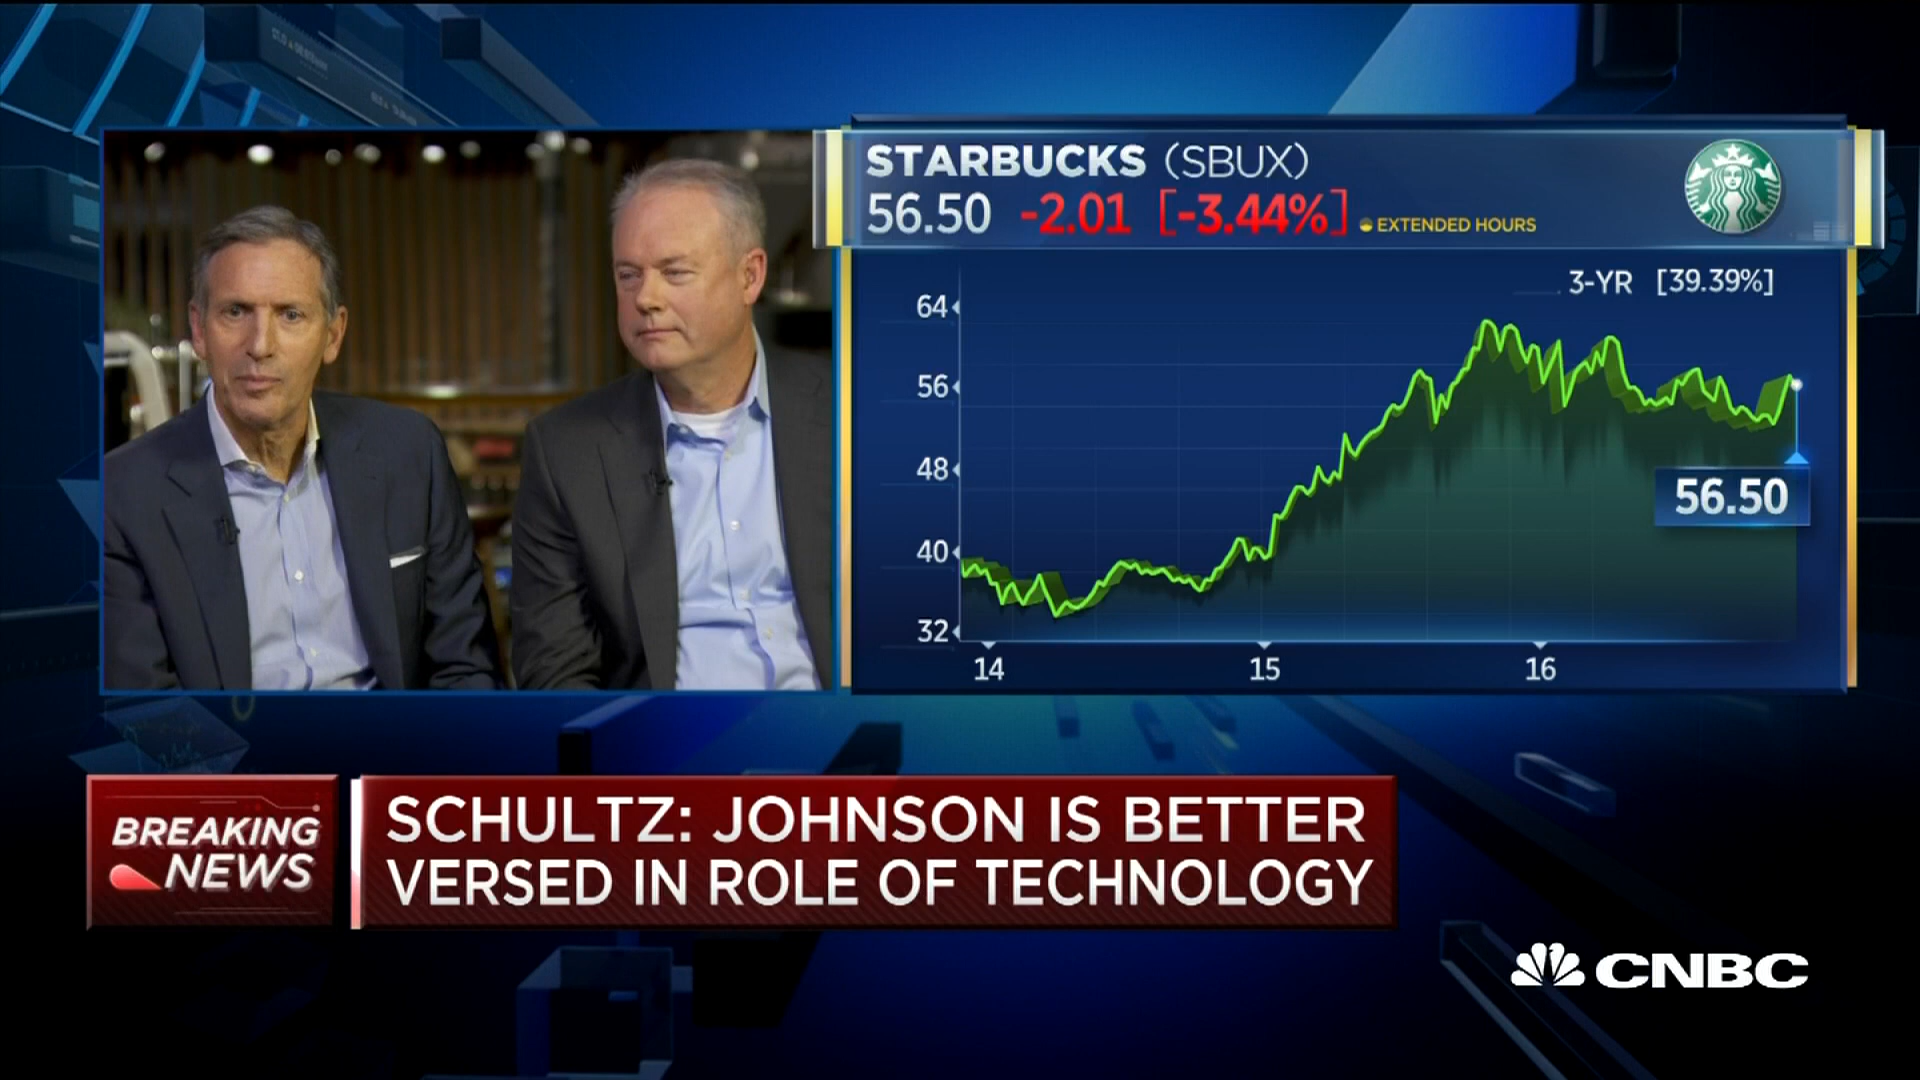 STARBUCKS (SBUX)
56.50 -2.01 [-3.44%] EXTENDED HOURS
3-YR [39.39%]
64
56
48
40
32
56.50
14 15 16
BREAKING
NEWS
SCHULTZ: JOHNSON IS BETTER
VERSED IN ROLE OF TECHNOLOGY
CNBC